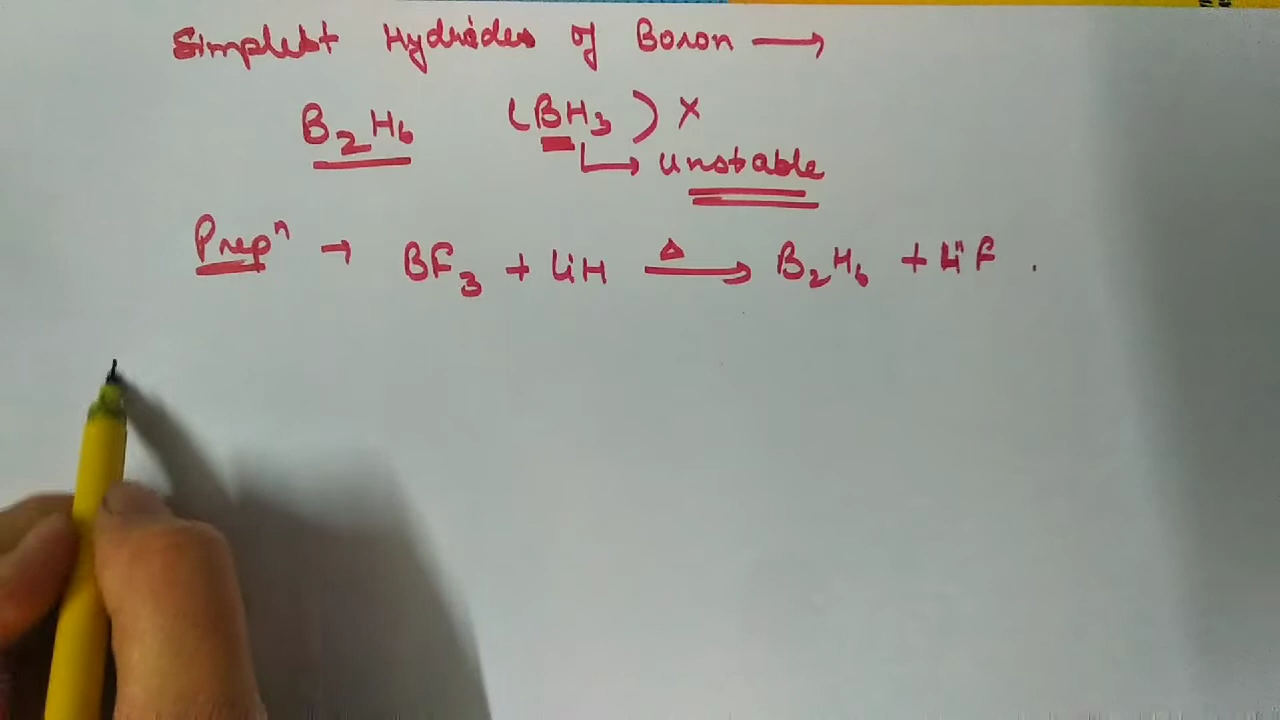 Simplest Hydrides of Boron →
B₂H₆ (BH₃) ×
↳ unstable
Prepⁿ → BF₃ + LiH —Δ→ B₂H₆ + LiF .